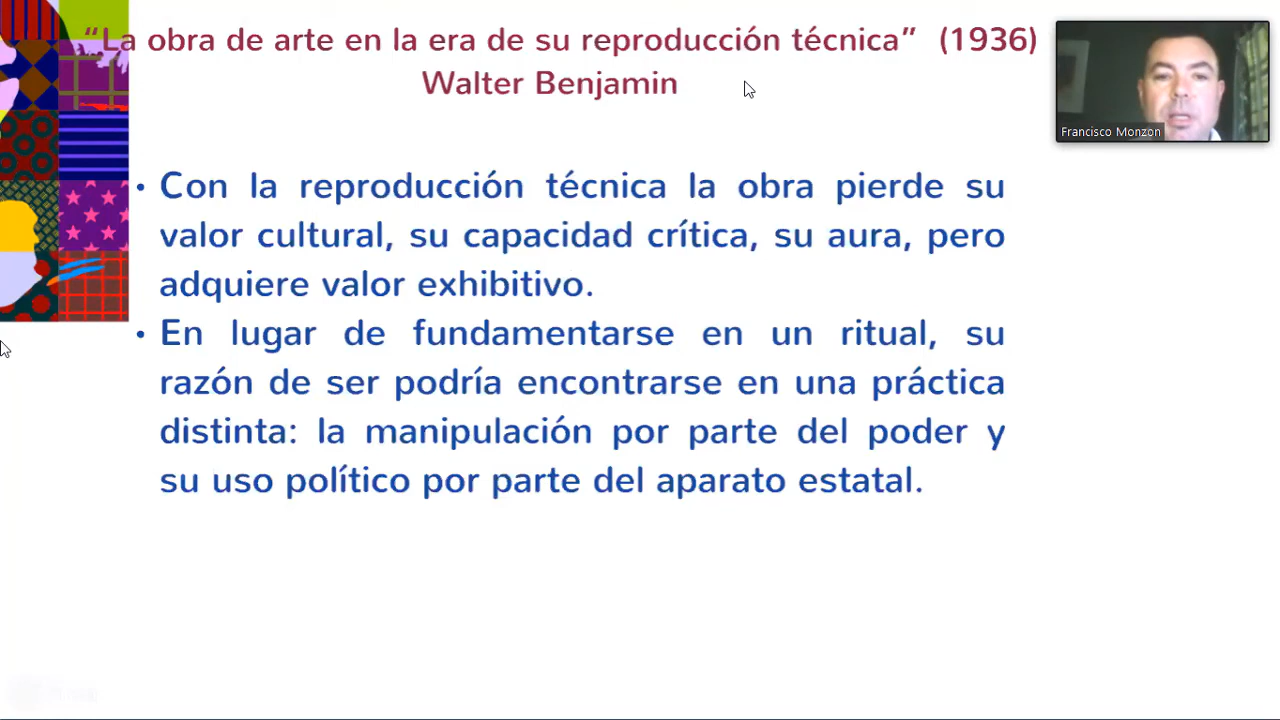 “La obra de arte en la era de su reproducción técnica” (1936)
Walter Benjamin
Francisco Monzon
• Con la reproducción técnica la obra pierde su
valor cultural, su capacidad crítica, su aura, pero
adquiere valor exhibitivo.
• En lugar de fundamentarse en un ritual, su
razón de ser podría encontrarse en una práctica
distinta: la manipulación por parte del poder y
su uso político por parte del aparato estatal.